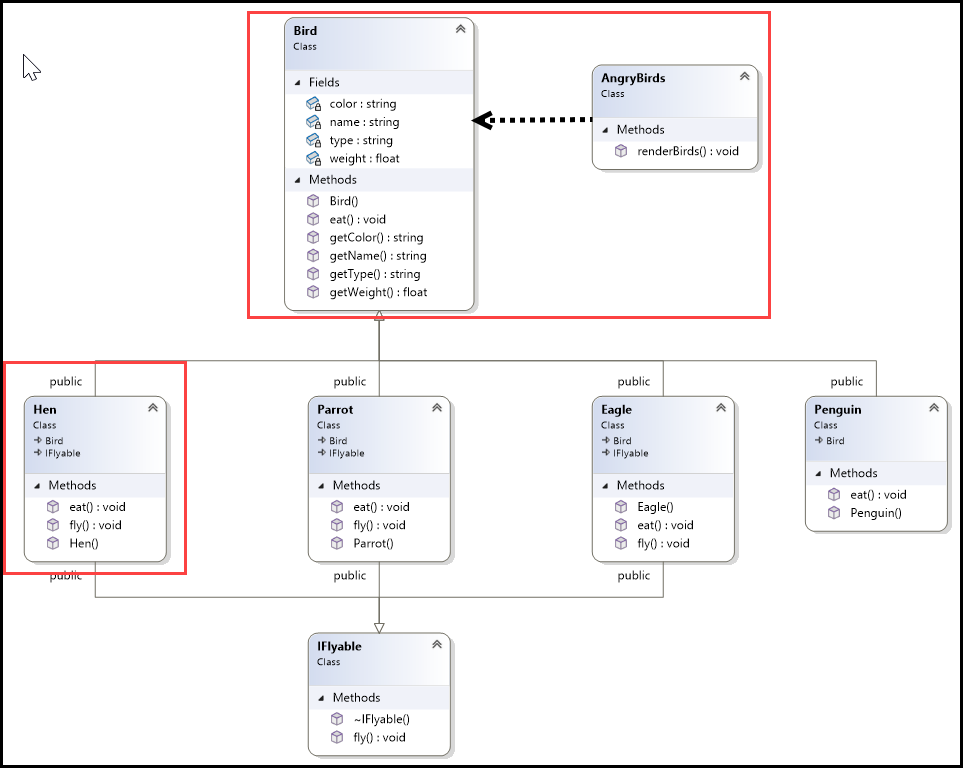 Bird
Class
Fields
color : string
name : string
type : string
weight : float
Methods
Bird()
eat() : void
getColor() : string
getName() : string
getType() : string
getWeight() : float
AngryBirds
Class
Methods
renderBirds() : void
public
public
public
public
Hen
Class
Bird
IFlyable
Methods
eat() : void
fly() : void
Hen()
Parrot
Class
Bird
IFlyable
Methods
eat() : void
fly() : void
Parrot()
Eagle
Class
Bird
IFlyable
Methods
Eagle()
eat() : void
fly() : void
Penguin
Class
Bird
Methods
eat() : void
Penguin()
public
public
public
IFlyable
Class
Methods
~IFlyable()
fly() : void